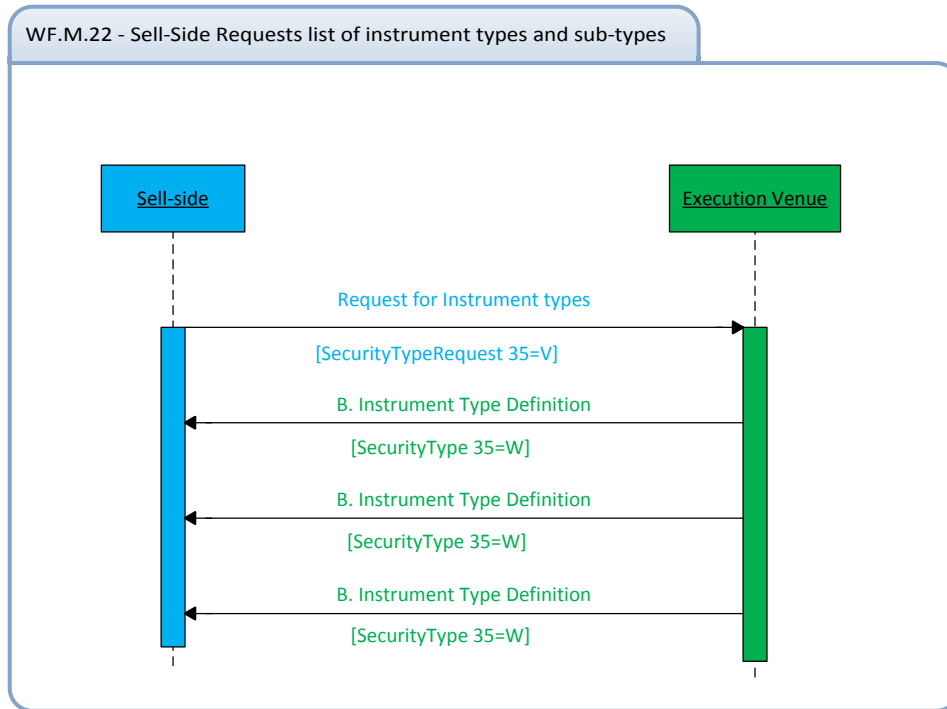 WF.M.22 - Sell-Side Requests list of instrument types and sub-types
Sell-side
Execution Venue
Request for Instrument types
[SecurityTypeRequest 35=V]
B. Instrument Type Definition
[SecurityType 35=W]
B. Instrument Type Definition
[SecurityType 35=W]
B. Instrument Type Definition
[SecurityType 35=W]